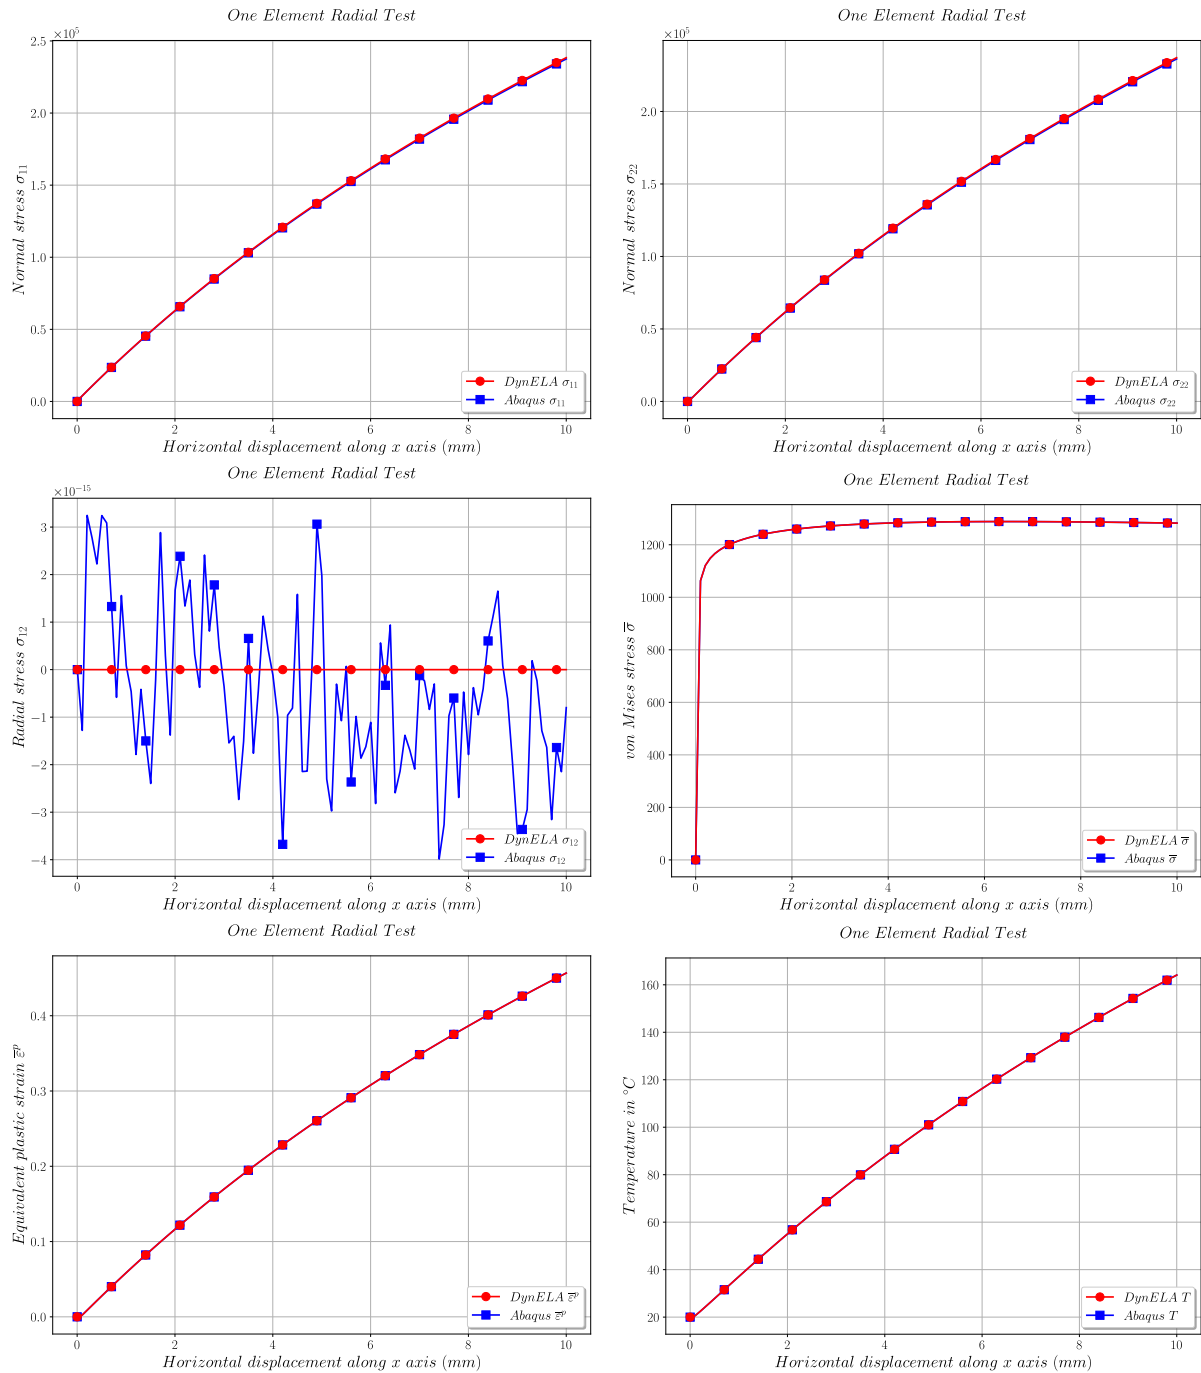 One Element Radial Test
×10⁵
2.5
2.0
1.5
1.0
0.5
0.0
Normal stress σ₁₁
DynELA σ₁₁
Abaqus σ₁₁
0 2 4 6 8 10
Horizontal displacement along x axis (mm)
One Element Radial Test
×10⁵
2.0
1.5
1.0
0.5
0.0
Normal stress σ₂₂
DynELA σ₂₂
Abaqus σ₂₂
0 2 4 6 8 10
Horizontal displacement along x axis (mm)
One Element Radial Test
×10⁻¹⁵
3
2
1
0
−1
−2
−3
−4
Radial stress σ₁₂
DynELA σ₁₂
Abaqus σ₁₂
0 2 4 6 8 10
Horizontal displacement along x axis (mm)
One Element Radial Test
1200
1000
800
600
400
200
0
von Mises stress σ̅
DynELA σ̅
Abaqus σ̅
0 2 4 6 8 10
Horizontal displacement along x axis (mm)
One Element Radial Test
0.4
0.3
0.2
0.1
0.0
Equivalent plastic strain ε̅ᵖ
DynELA ε̅ᵖ
Abaqus ε̅ᵖ
0 2 4 6 8 10
Horizontal displacement along x axis (mm)
One Element Radial Test
160
140
120
100
80
60
40
20
Temperature in °C
DynELA T
Abaqus T
0 2 4 6 8 10
Horizontal displacement along x axis (mm)